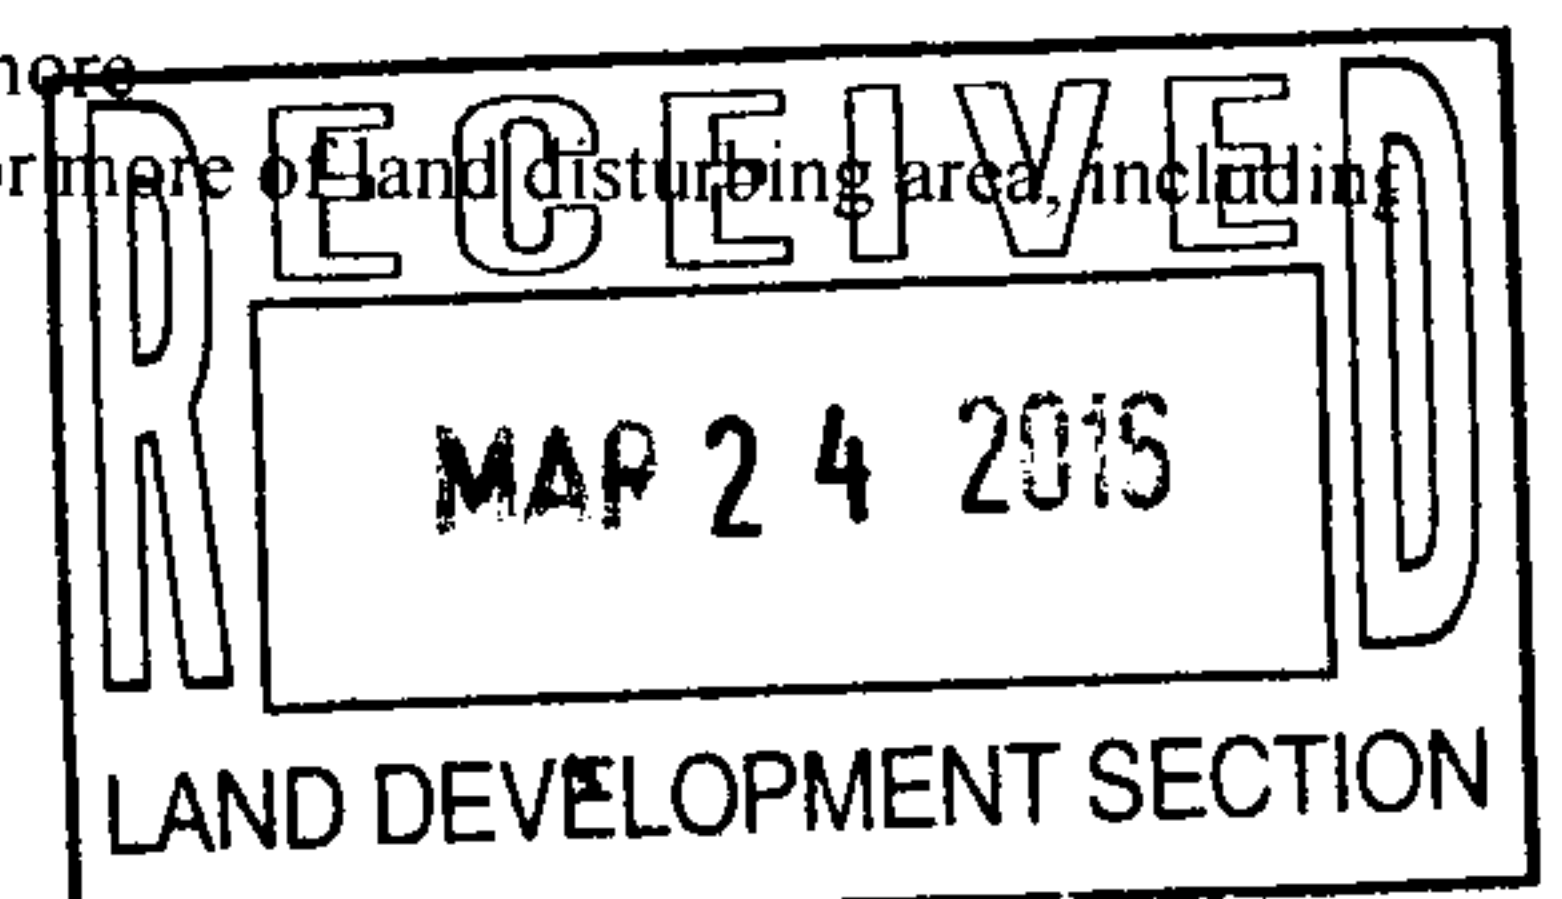 more
or more of land disturbing area, including
RECEIVED
MAR 24 2015
LAND DEVELOPMENT SECTION